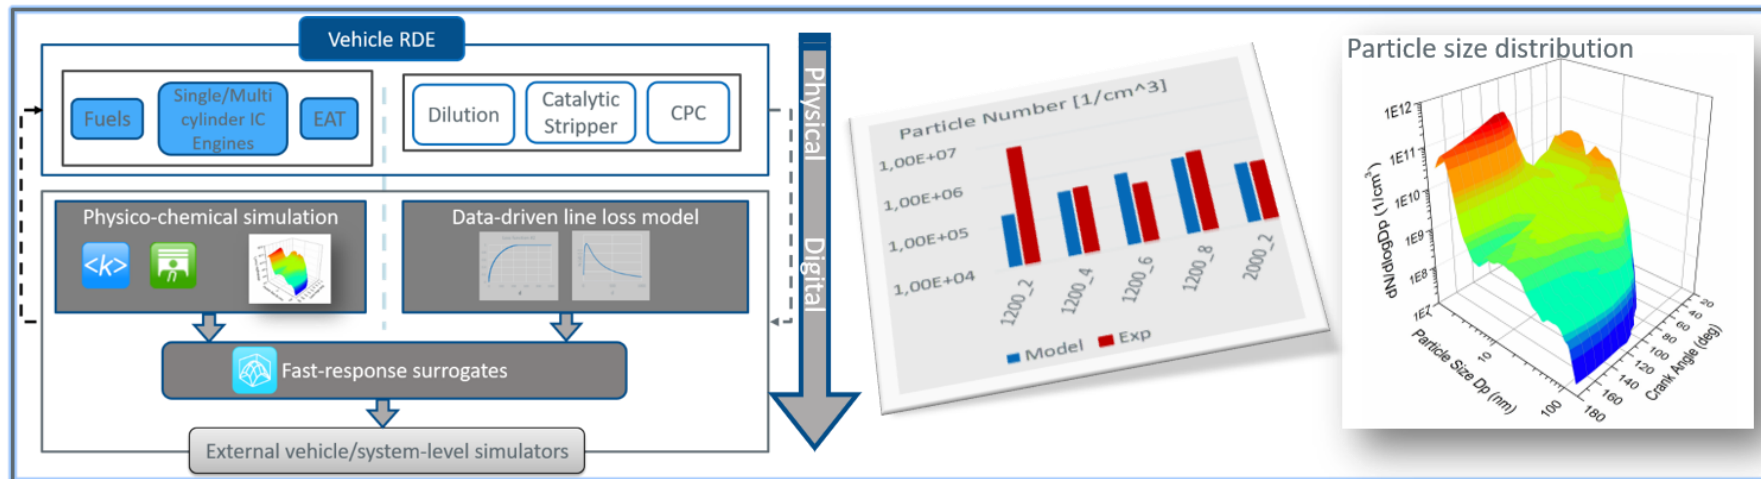 Vehicle RDE
Fuels
Single/Multi
cylinder IC
Engines
EAT
Dilution
Catalytic
Stripper
CPC
Physico-chemical simulation
<k>
n
Data-driven line loss model
Fast-response surrogates
External vehicle/system-level simulators
Physical
Digital
Particle Number [1/cm^3]
1,00E+07
1,00E+06
1,00E+05
1,00E+04
1200_2
1200_4
1200_6
1200_8
2000_2
Model
Exp
Particle size distribution
1E12
1E11
1E10
1E9
1E8
1E7
dN/dlogDp (1/cm³)
10
100
Particle Size Dp (nm)
20
40
60
80
100
120
140
160
180
Crank Angle (deg)